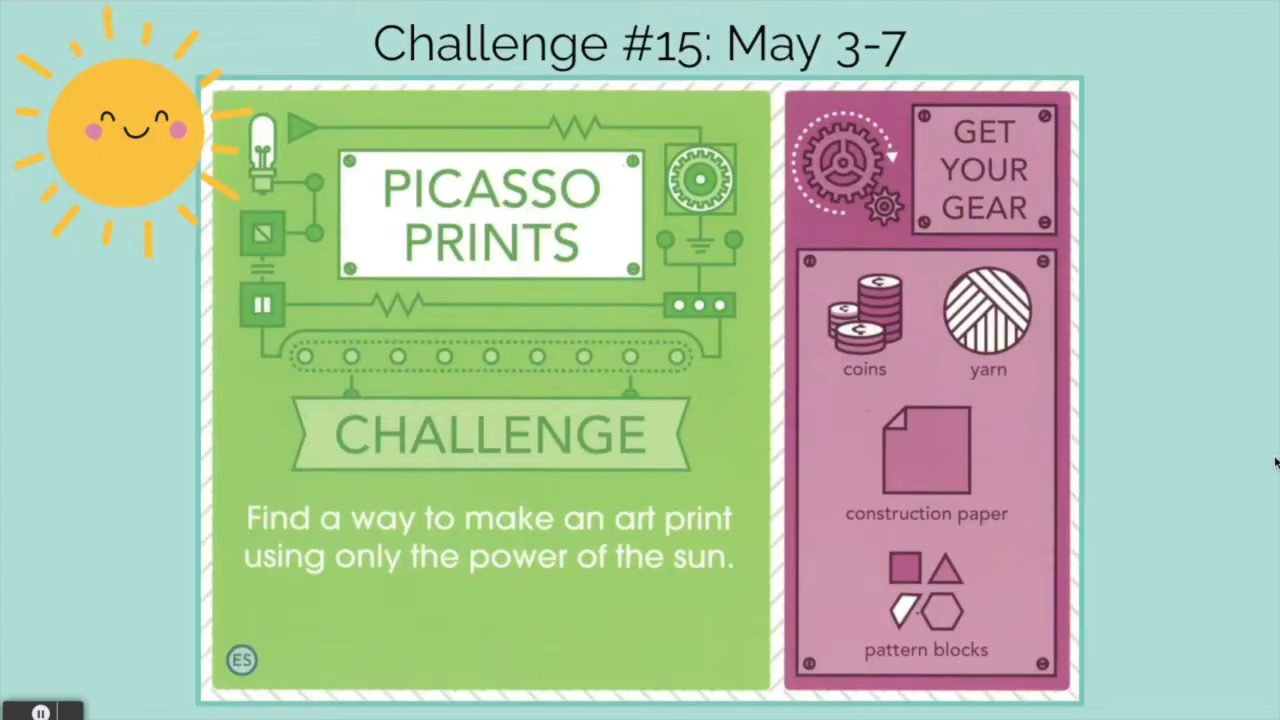 Challenge #15: May 3-7
PICASSO
PRINTS
CHALLENGE
Find a way to make an art print
using only the power of the sun.
ES
GET
YOUR
GEAR
coins
yarn
construction paper
pattern blocks